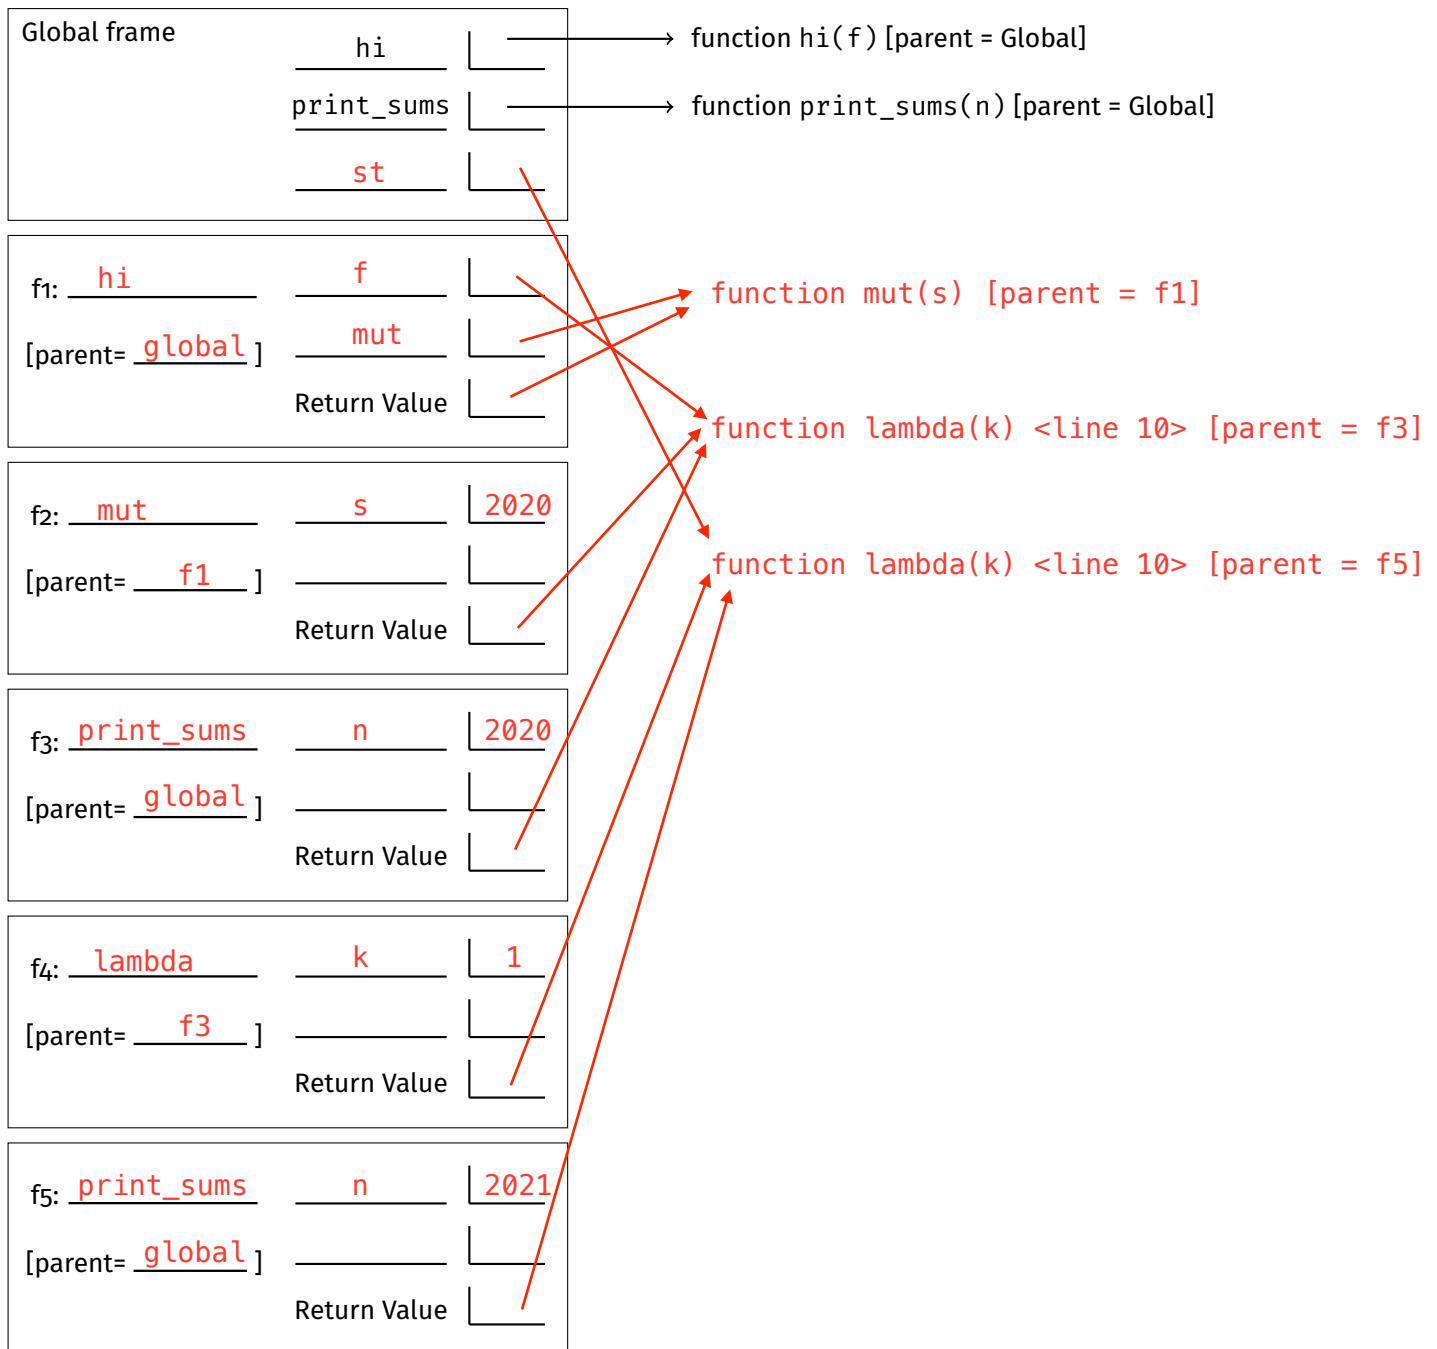 Global frame
hi function hi(f) [parent = Global]
print_sums function print_sums(n) [parent = Global]
st
f1: hi f
function mut(s) [parent = f1]
[parent= global ] mut
Return Value
function lambda(k) <line 10> [parent = f3]
f2: mut s 2020
function lambda(k) <line 10> [parent = f5]
[parent= f1 ]
Return Value
f3: print_sums n 2020
[parent= global ]
Return Value
f4: lambda k 1
[parent= f3 ]
Return Value
f5: print_sums n 2021
[parent= global ]
Return Value